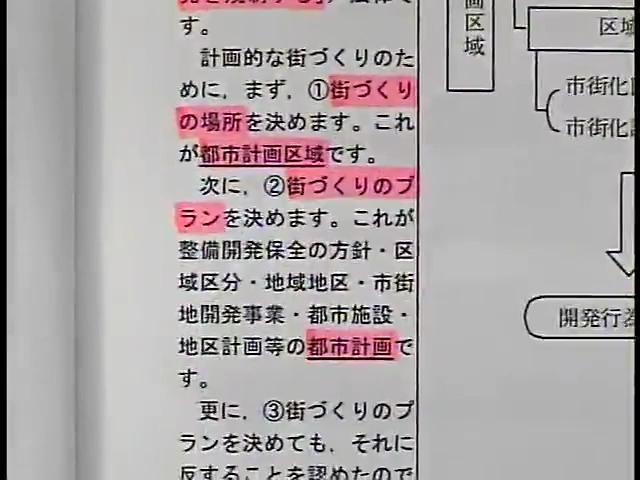 す。
計画的な街づくりのた
めに，まず，①街づくり
の場所を決めます。これ
が都市計画区域です。
次に，②街づくりのプ
ランを決めます。これが
整備開発保全の方針・区
域区分・地域地区・市街
地開発事業・都市施設・
地区計画等の都市計画で
す。
更に，③街づくりのプ
ランを決めても，それに
反することを認めたので
画区域
区域
市街化
市街化
開発行為